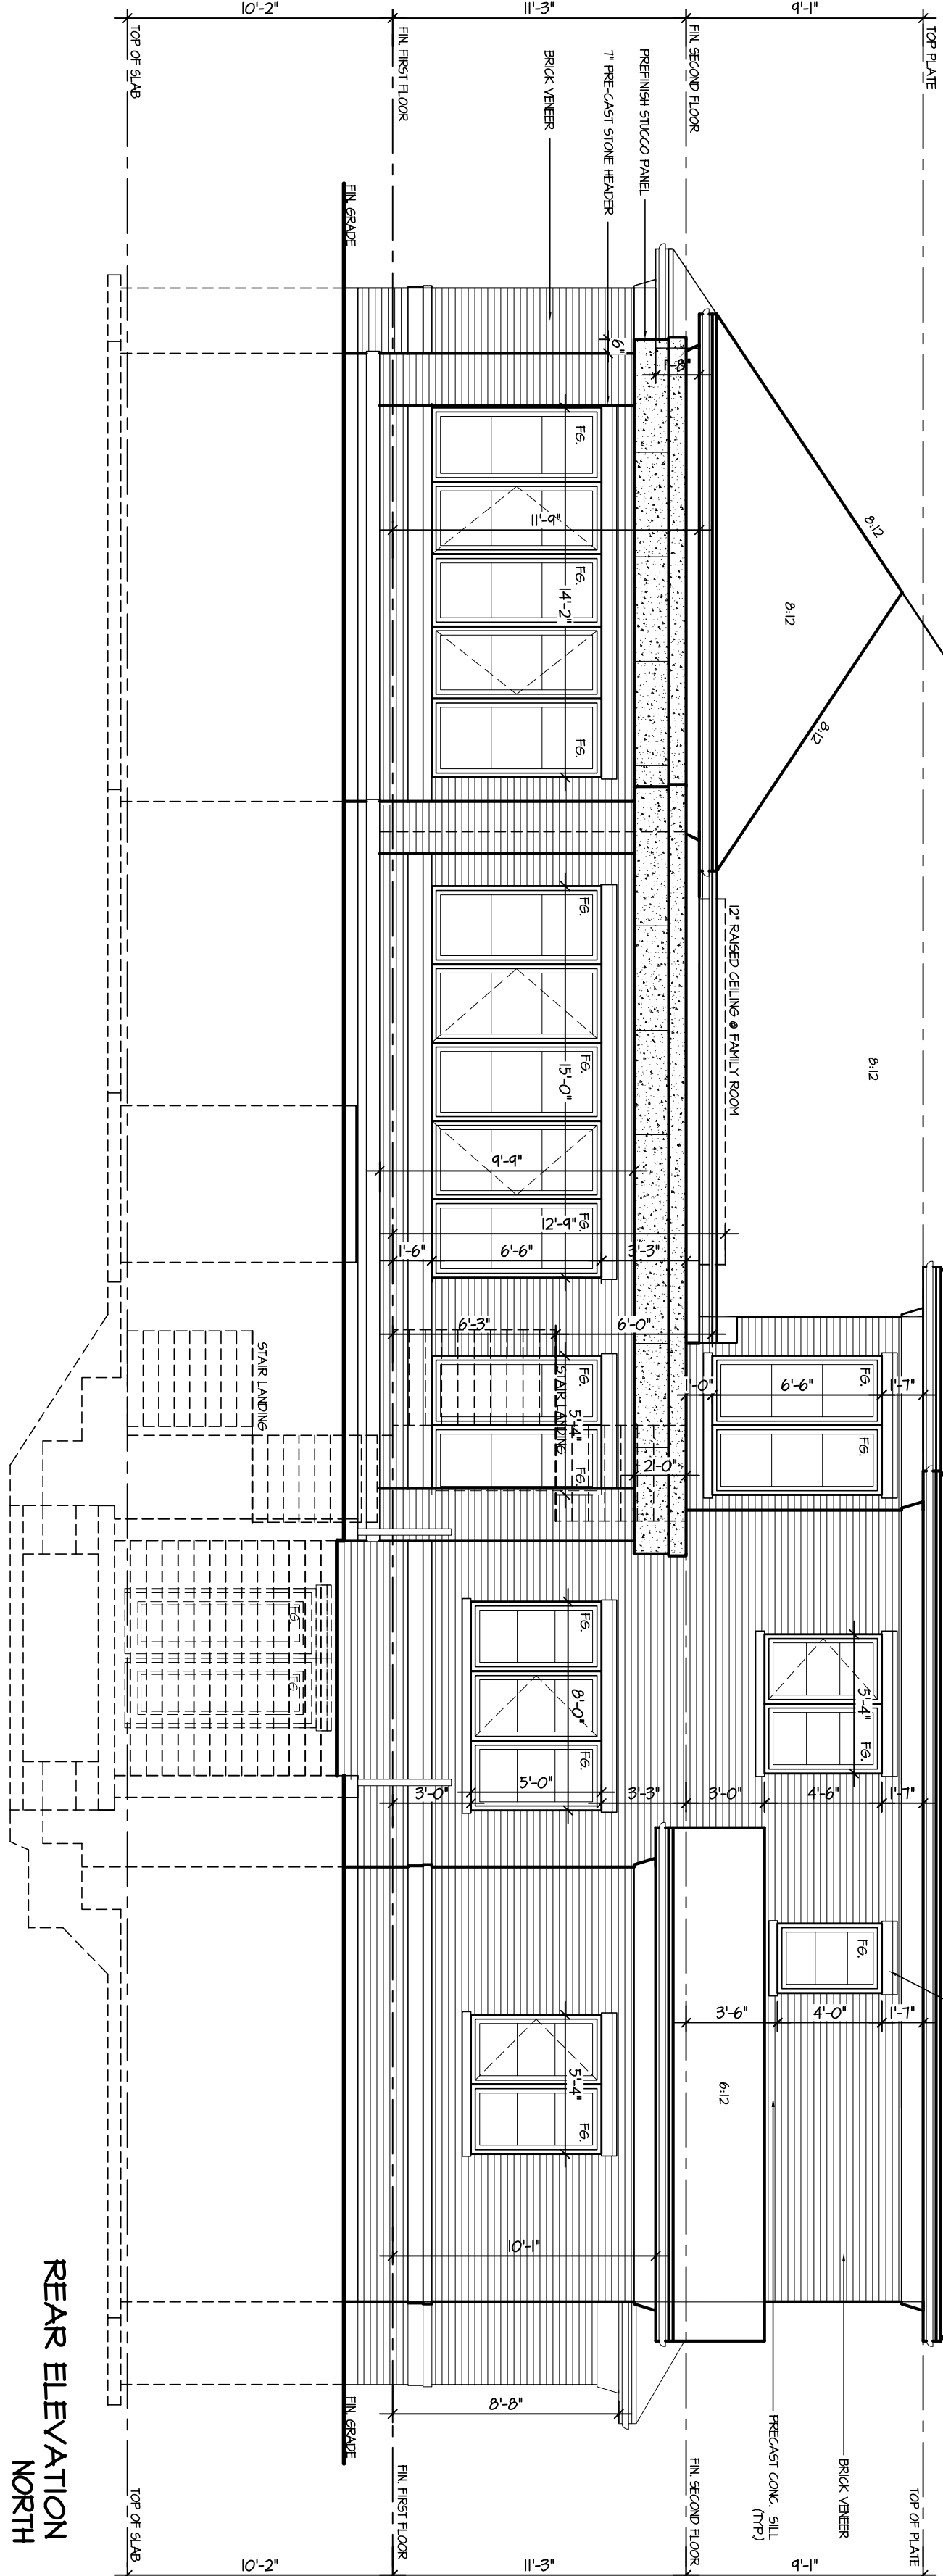 TOP PLATE
TOP OF PLATE
9'-1"
9'-1"
8:12
8:12
8:12
8:12
12" RAISED CEILING @ FAMILY ROOM
1'-7"
6'-6"
1'-0"
FG.
FG.
5'-4"
FG.
1'-7"
4'-6"
3'-0"
FG.
1'-7"
4'-0"
3'-6"
6:12
BRICK VENEER
PRECAST CONC. SILL
(TYP.)
FIN. SECOND FLOOR
FIN. SECOND FLOOR
PREFINISH STUCCO PANEL
7" PRE-CAST STONE HEADER
BRICK VENEER
6"
1'-8"
11'-3"
11'-3"
FG.
FG.
FG.
14'-2"
11'-9"
FG.
FG.
FG.
15'-0"
9'-9"
12'-9"
1'-6"
6'-6"
3'-3"
6'-3"
6'-0"
2'-0"
FG.
FG.
5'-4"
STAIR LANDING
FG.
FG.
8'-0"
3'-0"
5'-0"
3'-3"
FG.
5'-4"
10'-1"
8'-8"
FIN. FIRST FLOOR
FIN. FIRST FLOOR
FIN. GRADE
FIN. GRADE
10'-2"
10'-2"
STAIR LANDING
FG
FG
TOP OF SLAB
TOP OF SLAB
REAR ELEVATION
NORTH